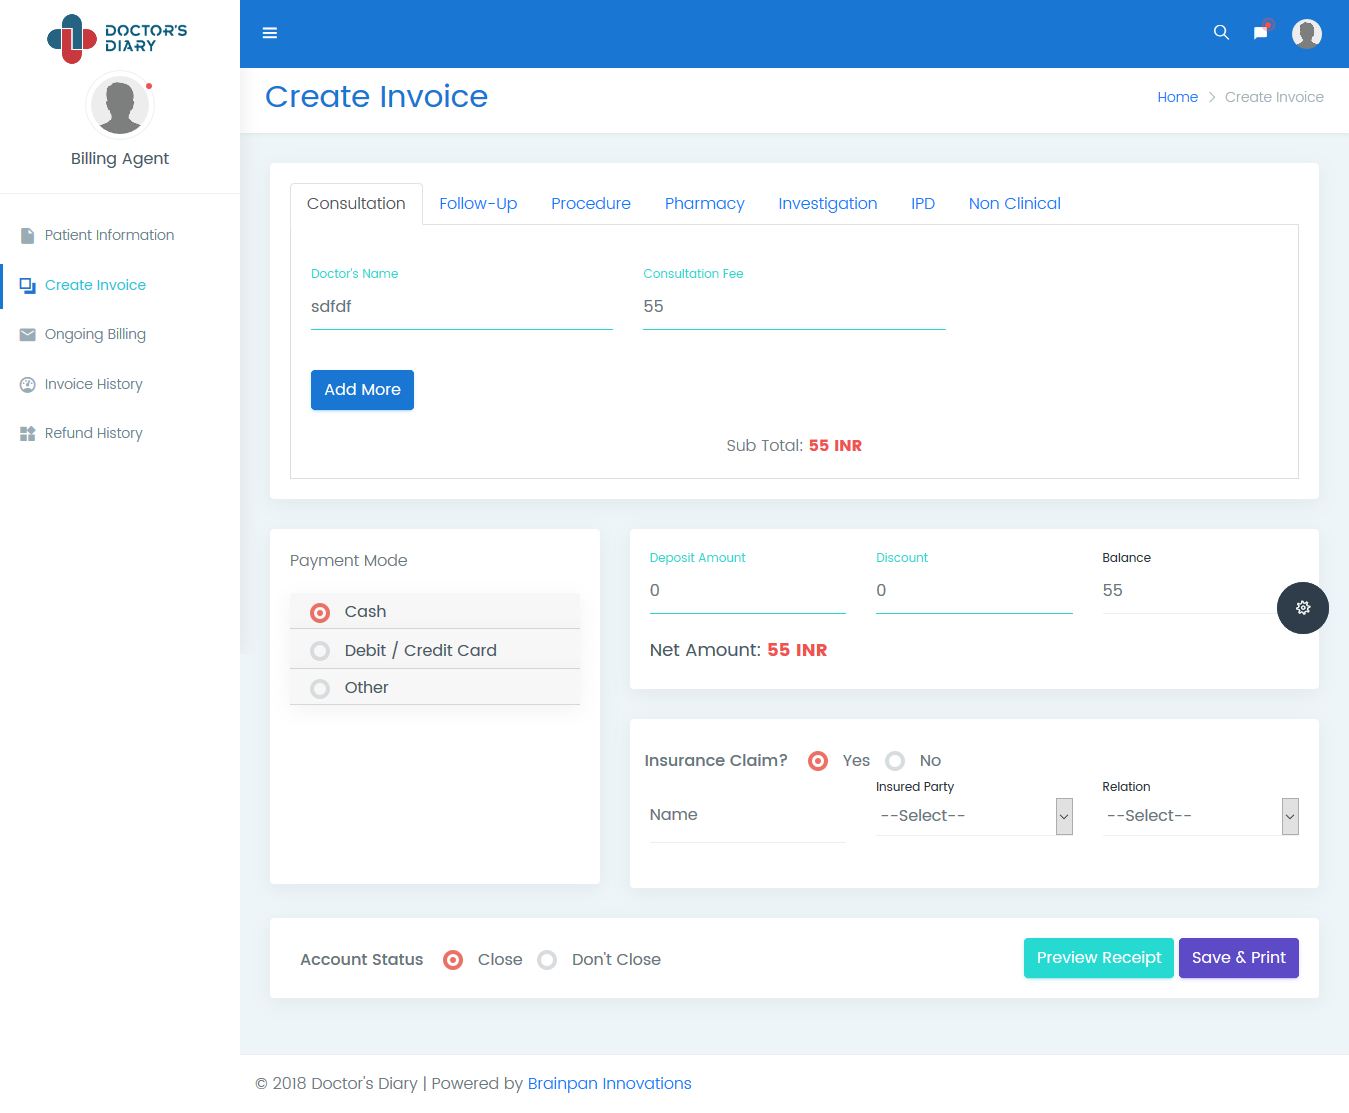 DOCTOR'S
DIARY
Billing Agent
Patient Information
Create Invoice
Ongoing Billing
Invoice History
Refund History
Create Invoice
Home > Create Invoice
Consultation Follow-Up Procedure Pharmacy Investigation IPD Non Clinical
Doctor's Name Consultation Fee
sdfdf 55
Add More
Sub Total: 55 INR
Payment Mode
Cash
Debit / Credit Card
Other
Deposit Amount Discount Balance
0 0 55
Net Amount: 55 INR
Insurance Claim? Yes No
Insured Party Relation
Name --Select-- --Select--
Account Status Close Don't Close
Preview Receipt Save & Print
© 2018 Doctor's Diary | Powered by Brainpan Innovations